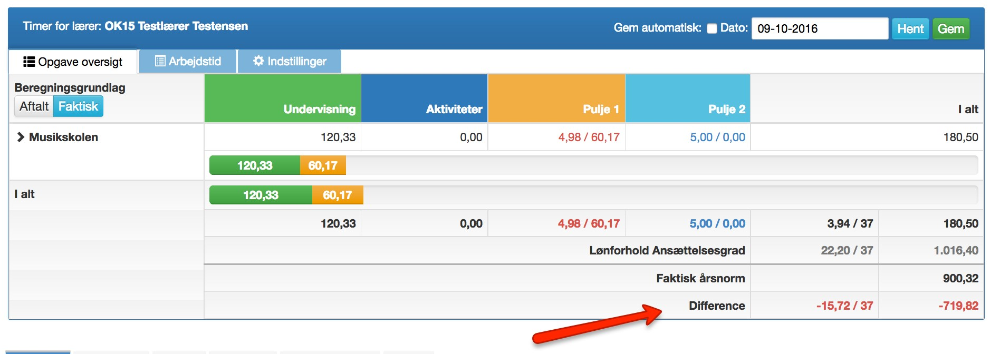 Timer for lærer: OK15 Testlærer Testensen
Gem automatisk: Dato: 09-10-2016 Hent Gem
Opgave oversigt Arbejdstid Indstillinger
Beregningsgrundlag
Aftalt Faktisk
Undervisning Aktiviteter Pulje 1 Pulje 2 I alt
Musikskolen 120,33 0,00 4,98 / 60,17 5,00 / 0,00 180,50
120,33 60,17
I alt 120,33 60,17
120,33 0,00 4,98 / 60,17 5,00 / 0,00 3,94 / 37 180,50
Lønforhold Ansættelsesgrad 22,20 / 37 1.016,40
Faktisk årsnorm 900,32
Difference -15,72 / 37 -719,82